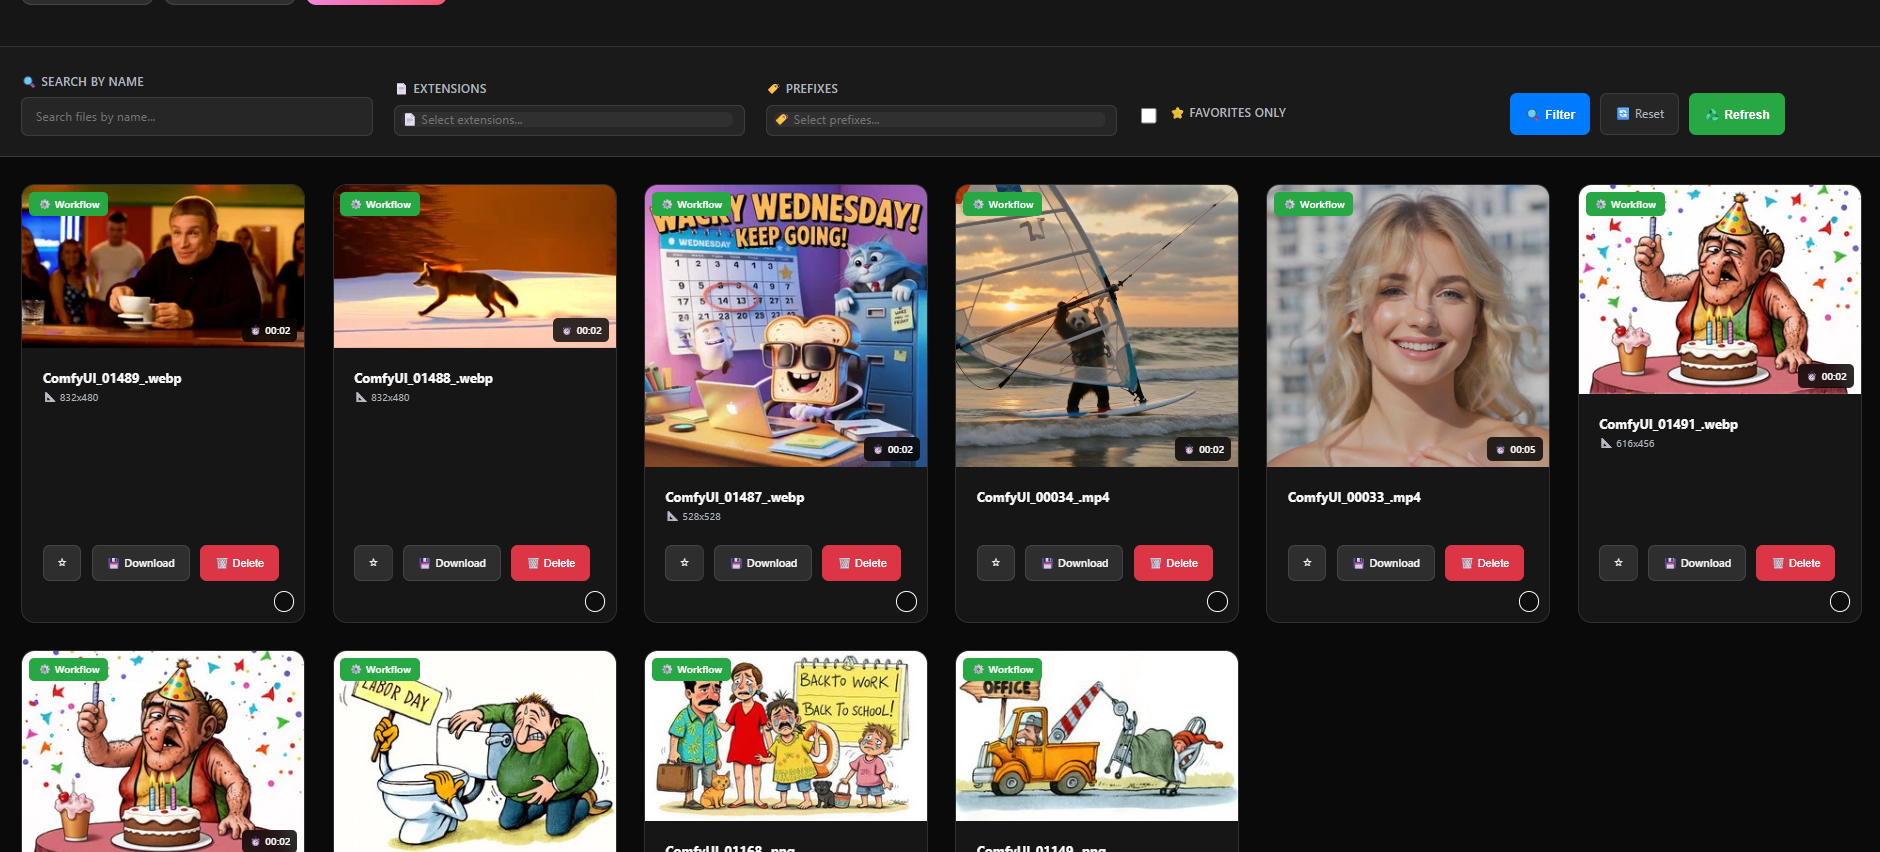 SEARCH BY NAME
Search files by name...
EXTENSIONS
Select extensions...
PREFIXES
Select prefixes...
FAVORITES ONLY
Filter
Reset
Refresh
Workflow
00:02
ComfyUI_01489_.webp
832x480
Download
Delete
Workflow
00:02
ComfyUI_01488_.webp
832x480
Download
Delete
Workflow
WACKY WEDNESDAY!
KEEP GOING!
WEDNESDAY
00:02
ComfyUI_01487_.webp
528x528
Download
Delete
Workflow
00:02
ComfyUI_00034_.mp4
Download
Delete
Workflow
00:05
ComfyUI_00033_.mp4
Download
Delete
Workflow
00:02
ComfyUI_01491_.webp
616x456
Download
Delete
Workflow
00:02
Workflow
LABOR DAY
Workflow
BACK TO WORK!
BACK TO SCHOOL!
ComfyUI_01168_.png
Workflow
OFFICE
ComfyUI_01149_.png